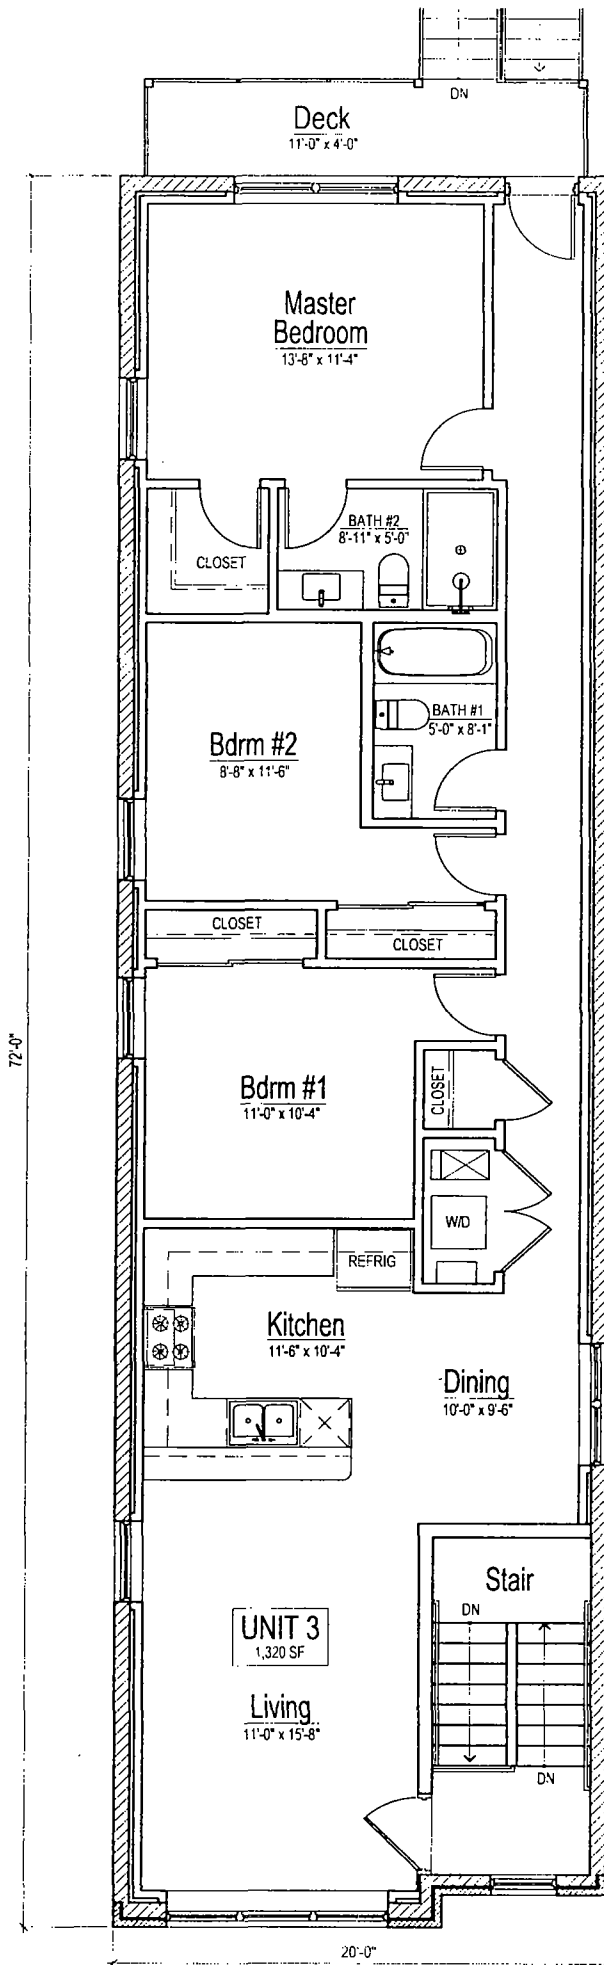 DN
Deck
11'-0" x 4'-0"
Master
Bedroom
13'-8" x 11'-4"
BATH #2
8'-11" x 5'-0"
CLOSET
BATH #1
5'-0" x 8'-1"
Bdrm #2
8'-8" x 11'-6"
CLOSET
CLOSET
72'-0"
Bdrm #1
11'-0" x 10'-4"
CLOSET
W/D
REFRIG
Kitchen
11'-6" x 10'-4"
Dining
10'-0" x 9'-6"
Stair
DN
UNIT 3
1,320 SF
Living
11'-0" x 15'-8"
DN
20'-0"